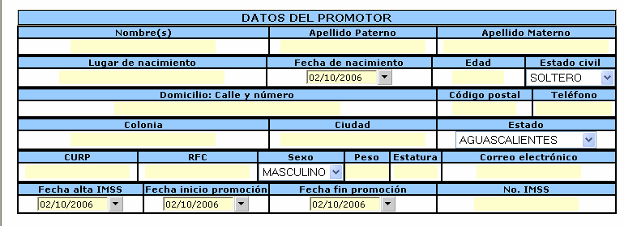 DATOS DEL PROMOTOR
Nombre(s) Apellido Paterno Apellido Materno
Lugar de nacimiento Fecha de nacimiento Edad Estado civil
02/10/2006 SOLTERO
Domicilio: Calle y número Código postal Teléfono
Colonia Ciudad Estado
AGUASCALIENTES
CURP RFC Sexo Peso Estatura Correo electrónico
MASCULINO
Fecha alta IMSS Fecha inicio promoción Fecha fin promoción No. IMSS
02/10/2006 02/10/2006 02/10/2006